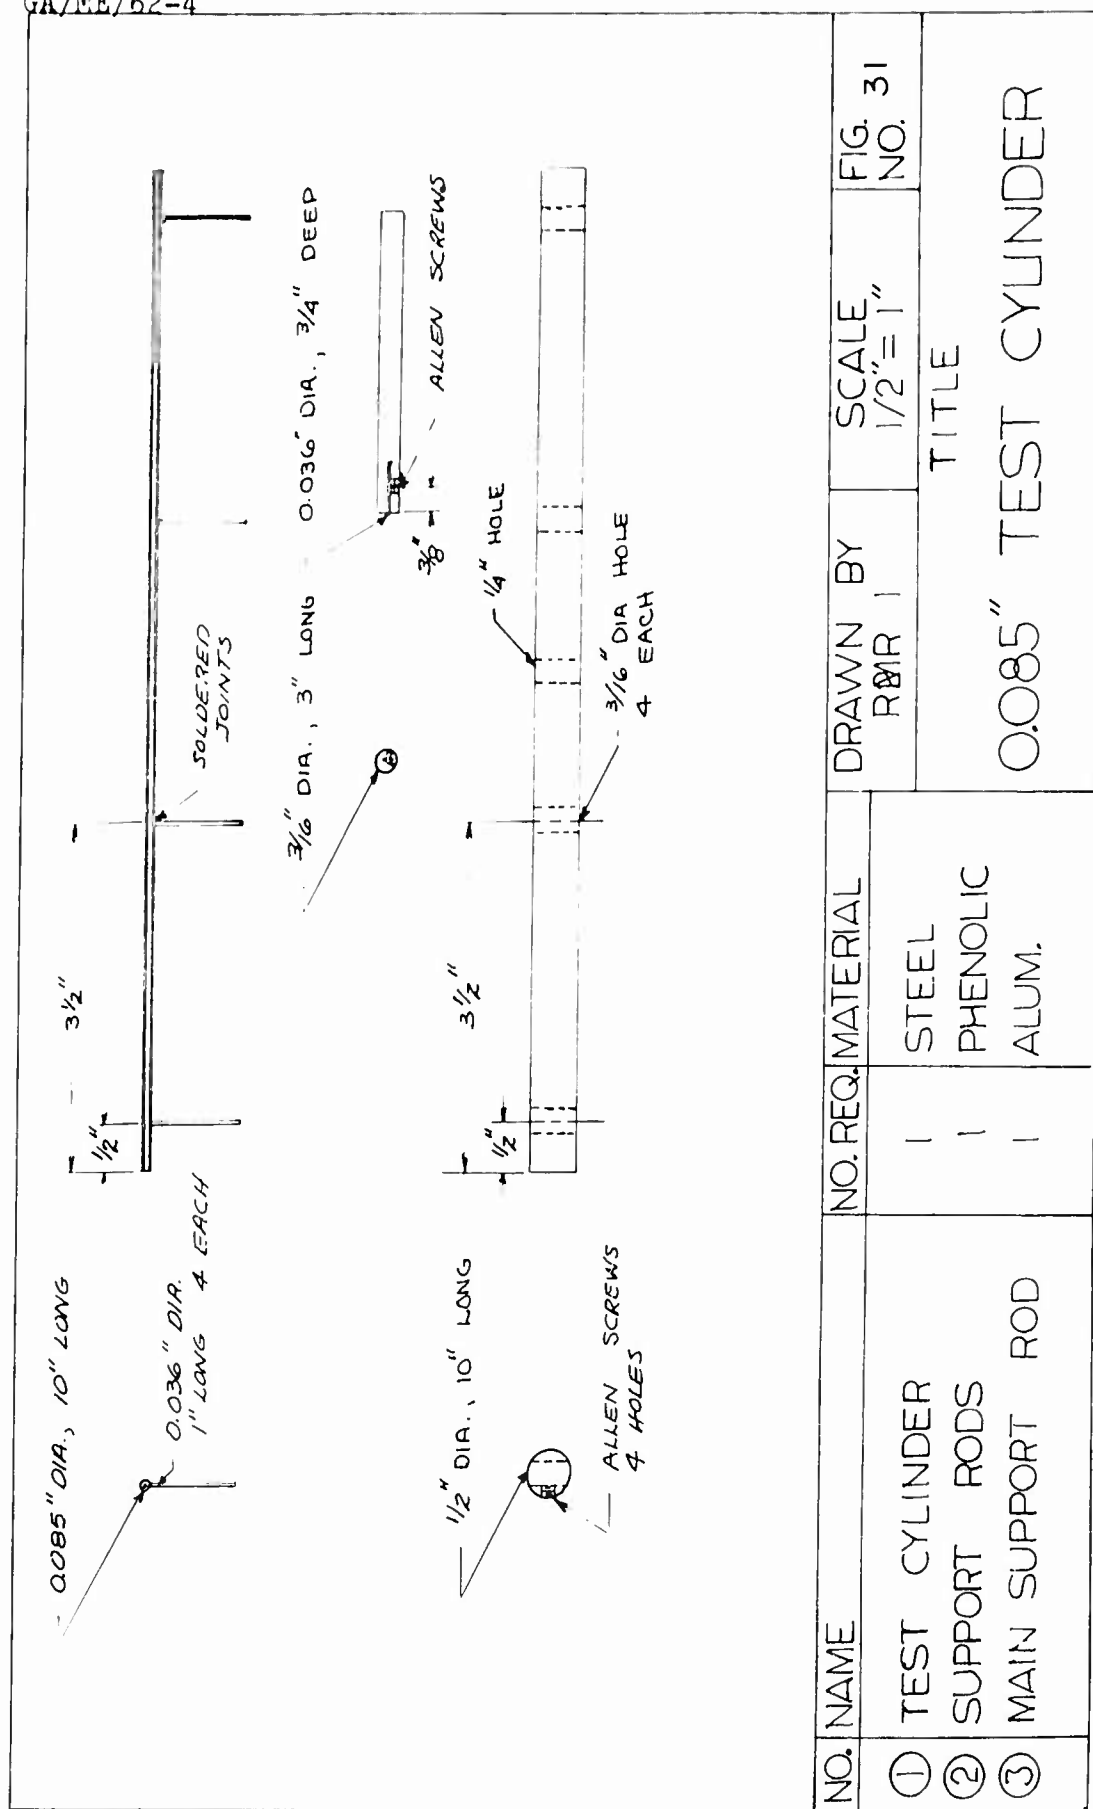 GA/EE/62-4
0.085" DIA., 10" LONG
0.036" DIA.
1" LONG 4 EACH
1/2"
3 1/2"
SOLDERED
JOINTS
3/16" DIA., 3" LONG
0.036" DIA., 3/4" DEEP
3/8"
ALLEN SCREWS
1/2" DIA., 10" LONG
ALLEN SCREWS
4 HOLES
1/2"
3 1/2"
1/4" HOLE
3/16" DIA HOLE
4 EACH
NO. NAME NO. REQ. MATERIAL
1 TEST CYLINDER 1 STEEL
2 SUPPORT RODS 1 PHENOLIC
3 MAIN SUPPORT ROD 1 ALUM.
DRAWN BY
SCALE
1/2" = 1"
FIG.
NO. 31
TITLE
0.085" TEST CYLINDER